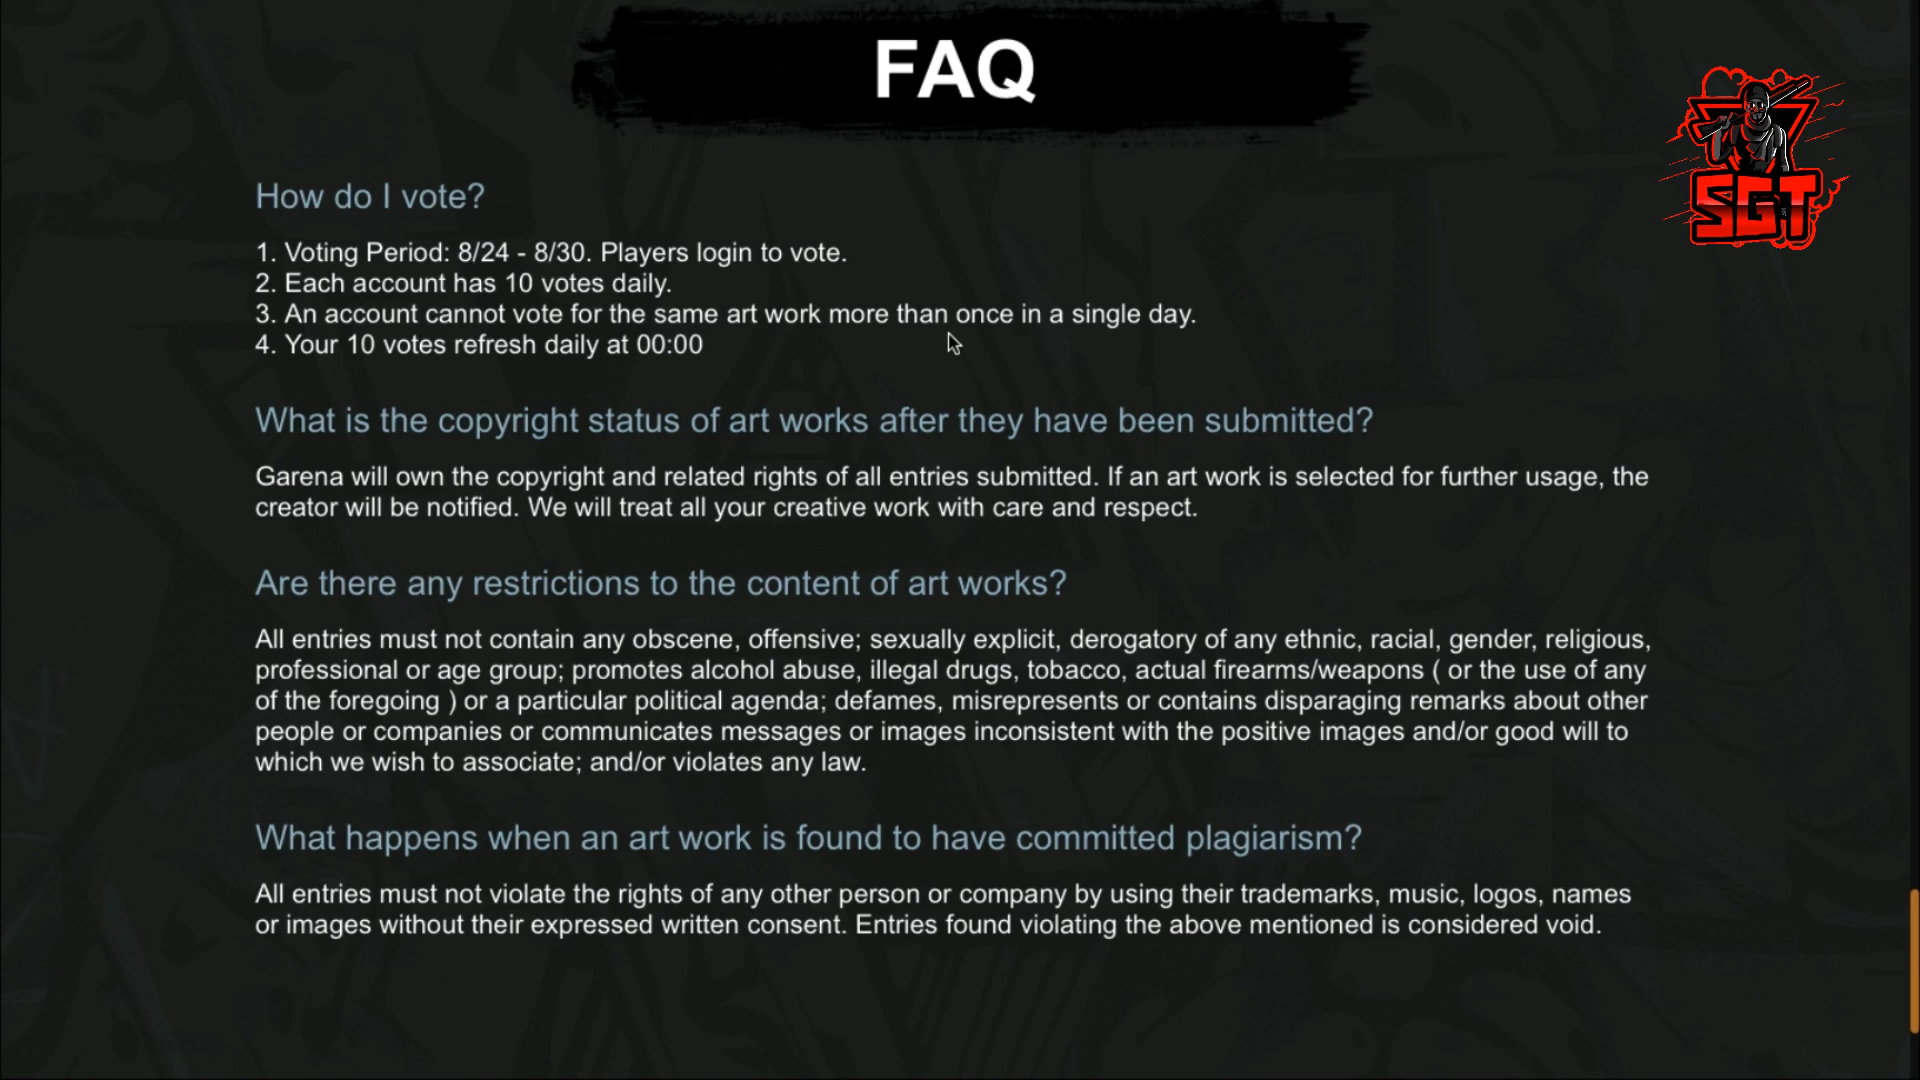 FAQ
SGT
How do I vote?
1. Voting Period: 8/24 - 8/30. Players login to vote.
2. Each account has 10 votes daily.
3. An account cannot vote for the same art work more than once in a single day.
4. Your 10 votes refresh daily at 00:00
What is the copyright status of art works after they have been submitted?
Garena will own the copyright and related rights of all entries submitted. If an art work is selected for further usage, the
creator will be notified. We will treat all your creative work with care and respect.
Are there any restrictions to the content of art works?
All entries must not contain any obscene, offensive; sexually explicit, derogatory of any ethnic, racial, gender, religious,
professional or age group; promotes alcohol abuse, illegal drugs, tobacco, actual firearms/weapons ( or the use of any
of the foregoing ) or a particular political agenda; defames, misrepresents or contains disparaging remarks about other
people or companies or communicates messages or images inconsistent with the positive images and/or good will to
which we wish to associate; and/or violates any law.
What happens when an art work is found to have committed plagiarism?
All entries must not violate the rights of any other person or company by using their trademarks, music, logos, names
or images without their expressed written consent. Entries found violating the above mentioned is considered void.